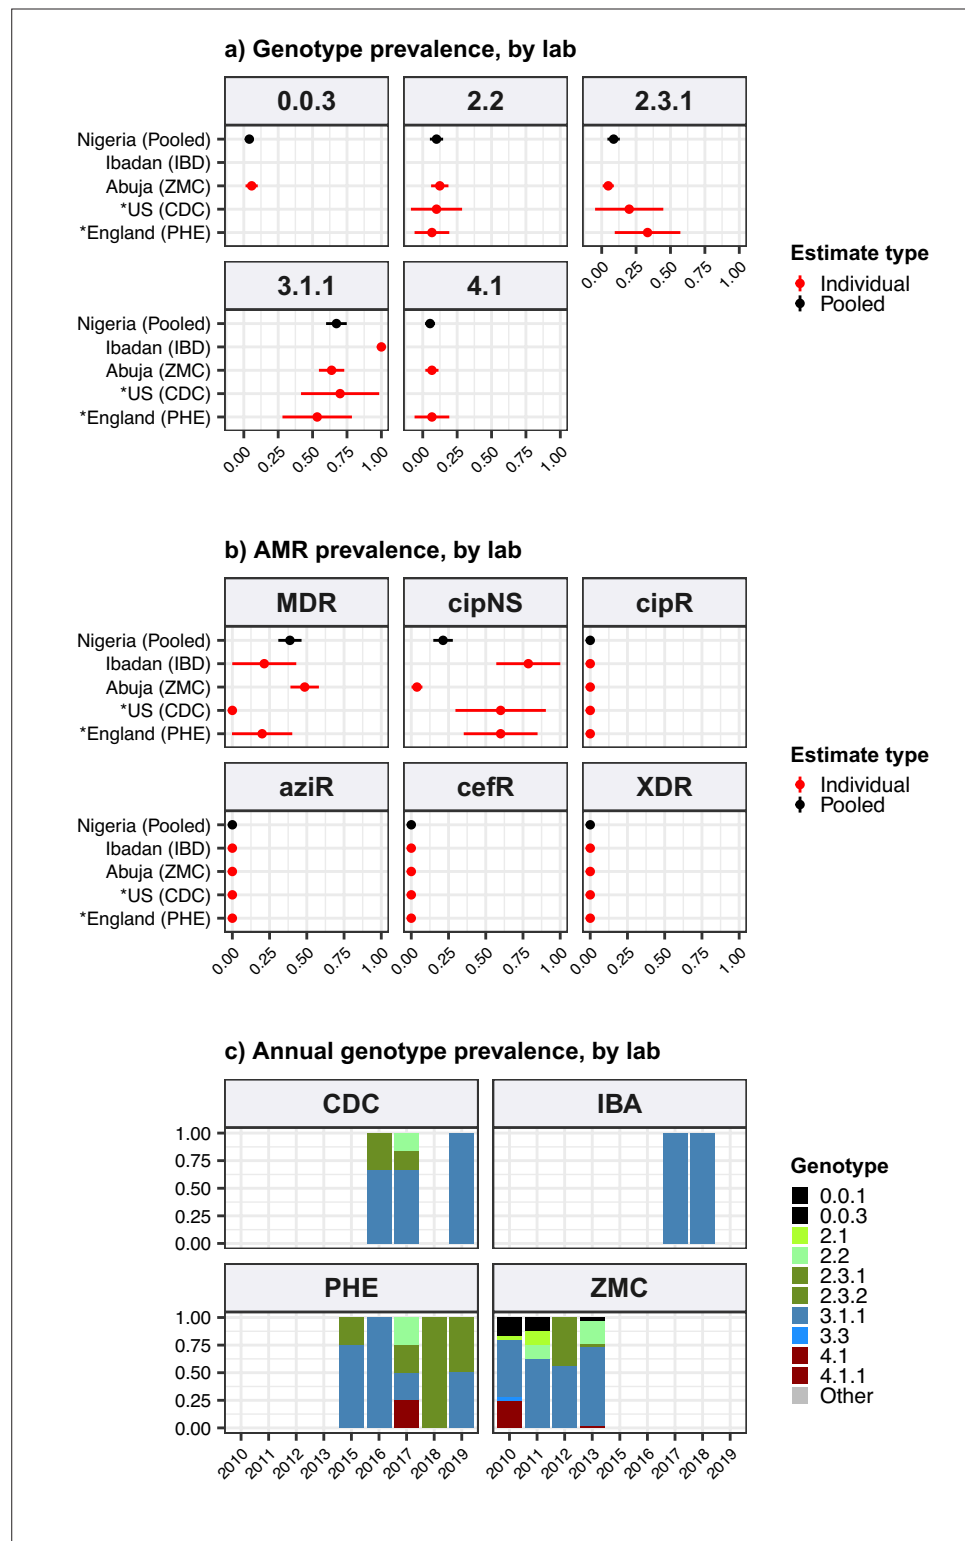 a) Genotype prevalence, by lab
0.0.3
2.2
2.3.1
Nigeria (Pooled)
Ibadan (IBD)
Abuja (ZMC)
*US (CDC)
*England (PHE)
0.00 0.25 0.50 0.75 1.00
3.1.1
4.1
Nigeria (Pooled)
Ibadan (IBD)
Abuja (ZMC)
*US (CDC)
*England (PHE)
0.00 0.25 0.50 0.75 1.00
0.00 0.25 0.50 0.75 1.00
Estimate type
Individual
Pooled
b) AMR prevalence, by lab
MDR
cipNS
cipR
Nigeria (Pooled)
Ibadan (IBD)
Abuja (ZMC)
*US (CDC)
*England (PHE)
aziR
cefR
XDR
Nigeria (Pooled)
Ibadan (IBD)
Abuja (ZMC)
*US (CDC)
*England (PHE)
0.00 0.25 0.50 0.75 1.00
0.00 0.25 0.50 0.75 1.00
0.00 0.25 0.50 0.75 1.00
Estimate type
Individual
Pooled
c) Annual genotype prevalence, by lab
CDC
IBA
1.00
0.75
0.50
0.25
0.00
PHE
ZMC
1.00
0.75
0.50
0.25
0.00
2010 2011 2012 2013 2015 2016 2017 2018 2019
2010 2011 2012 2013 2015 2016 2017 2018 2019
Genotype
0.0.1
0.0.3
2.1
2.2
2.3.1
2.3.2
3.1.1
3.3
4.1
4.1.1
Other